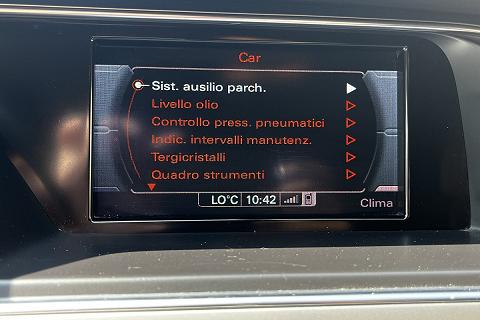 Car
Sist. ausilio parch.
Livello olio
Controllo press. pneumatici
Indic. intervalli manutenz.
Tergicristalli
Quadro strumenti
LO°C 10:42
Clima